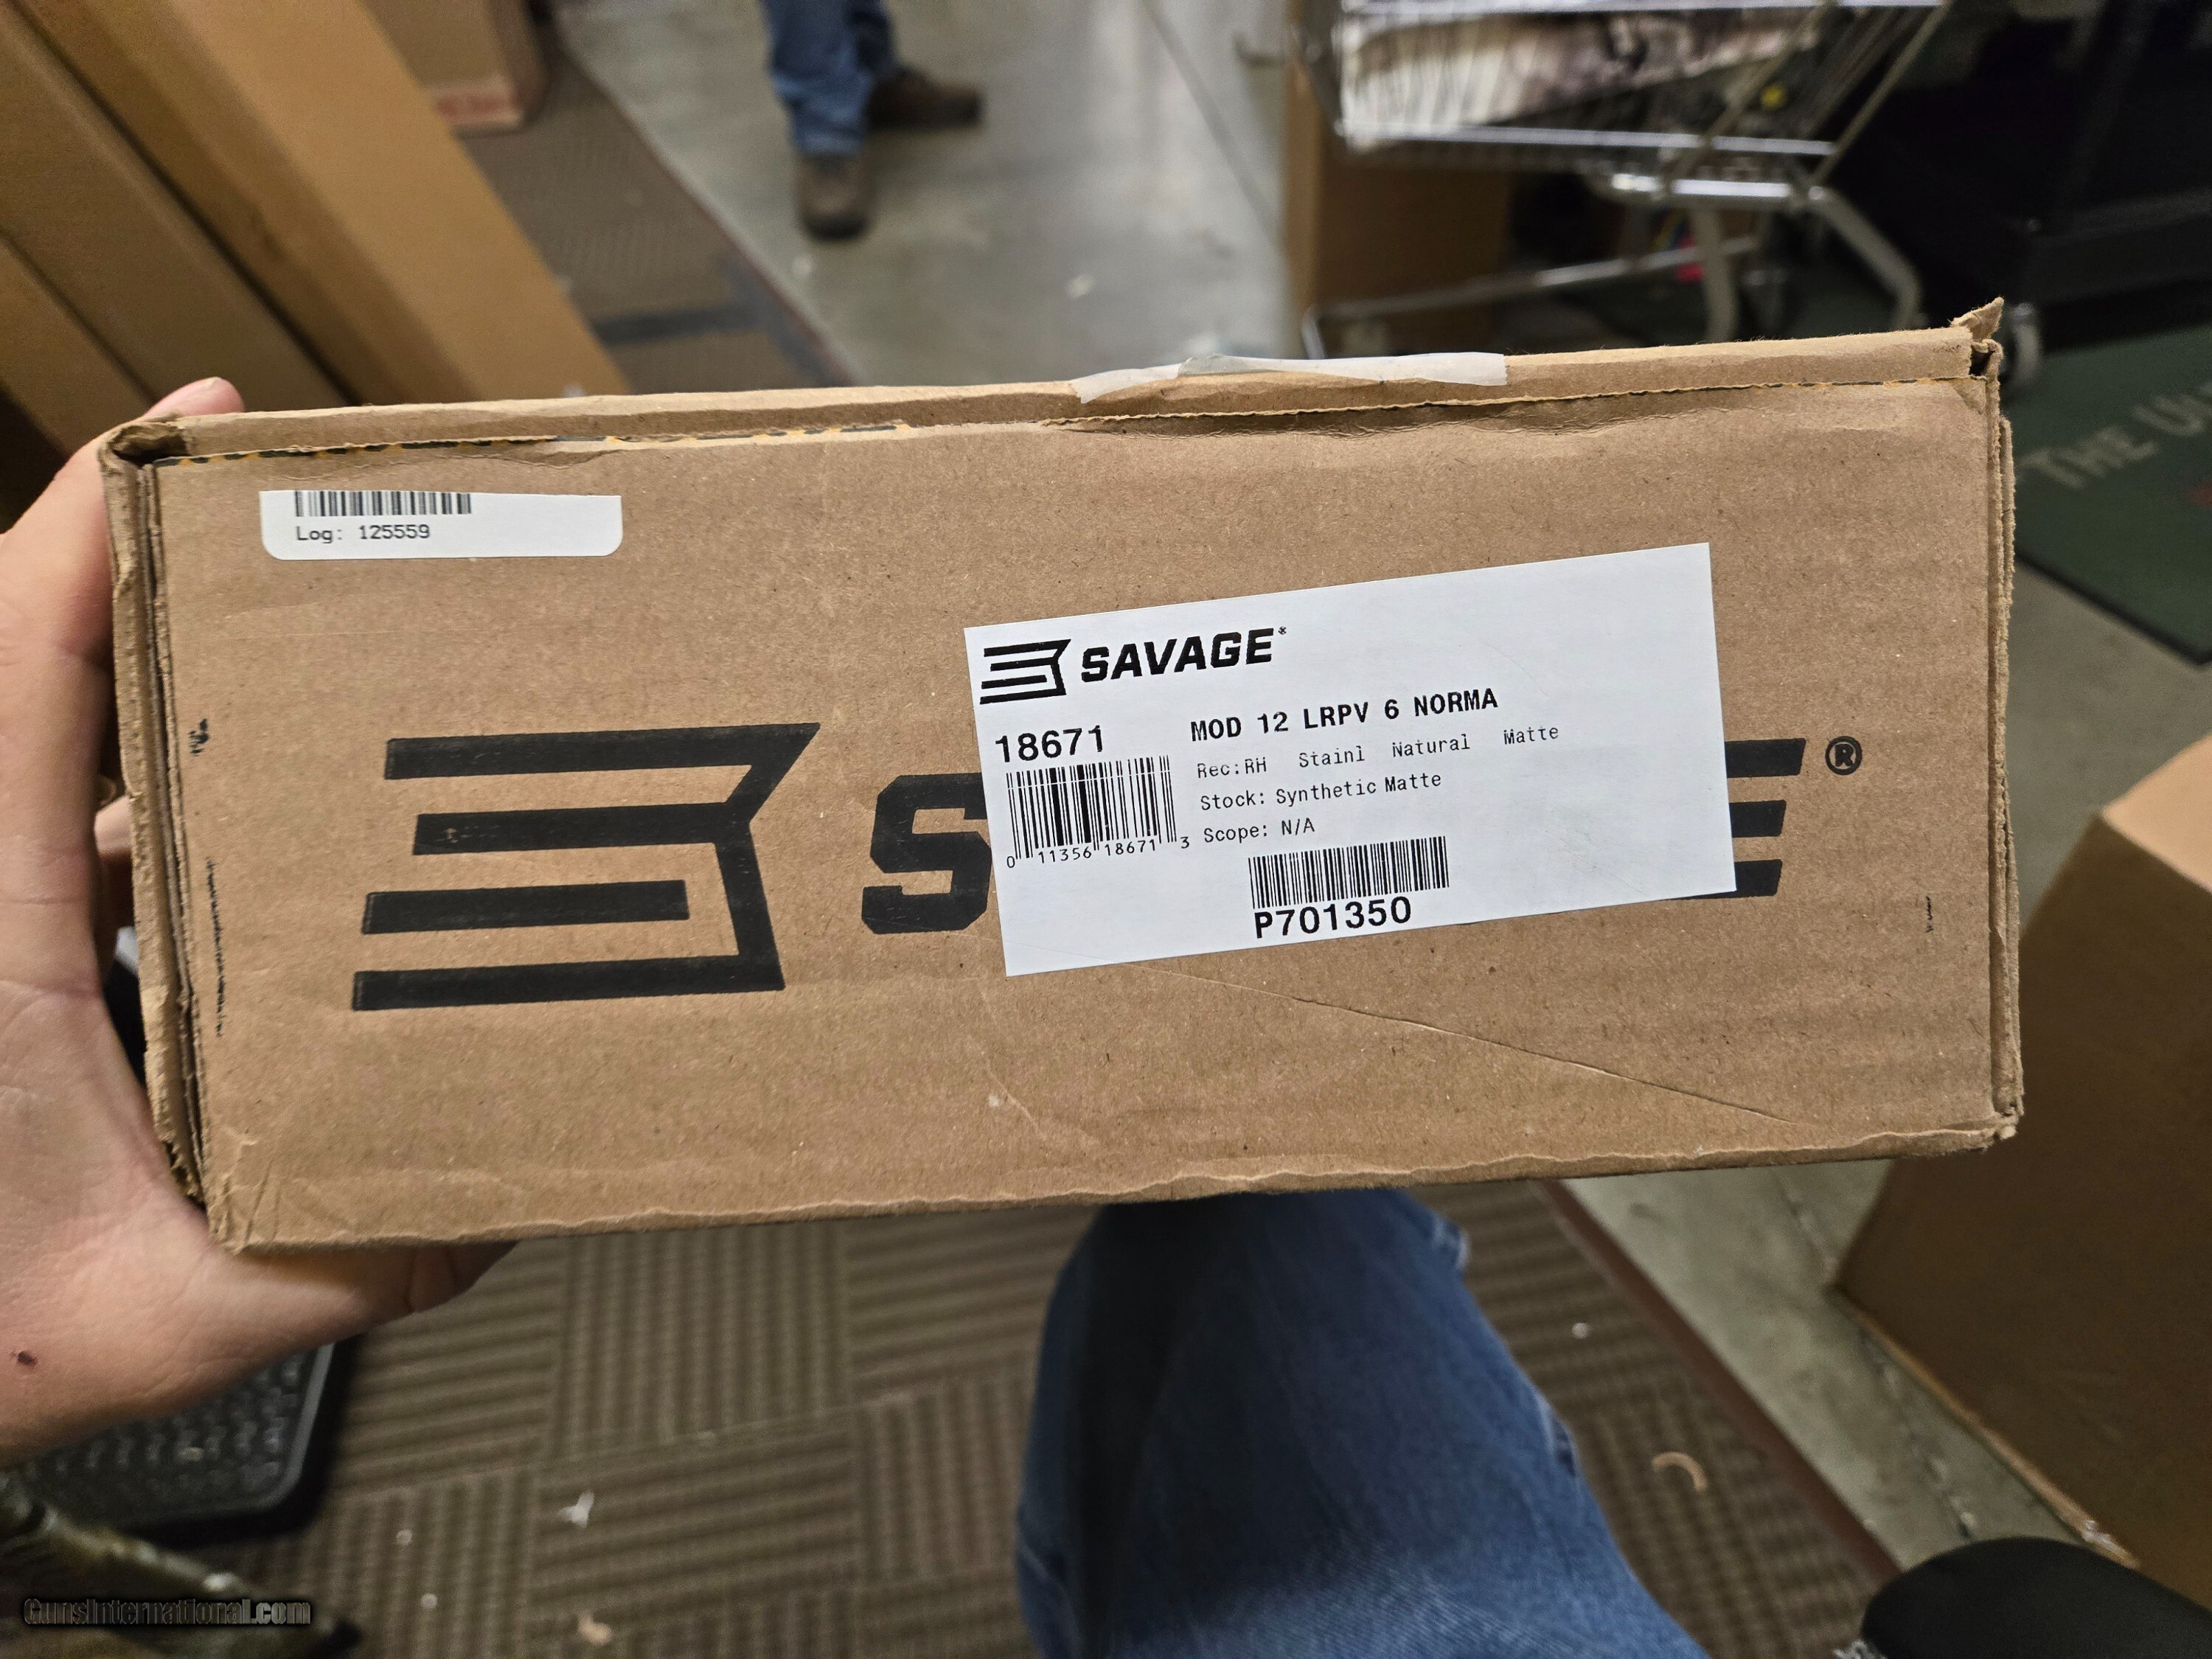 Log: 125559
SAVAGE®
18671
MOD 12 LRPV 6 NORMA
Rec:RH Stainl Natural Matte
Stock: Synthetic Matte
Scope: N/A
0 11356 18671 3
P701350
S E ®
THE
GunsInternational.com